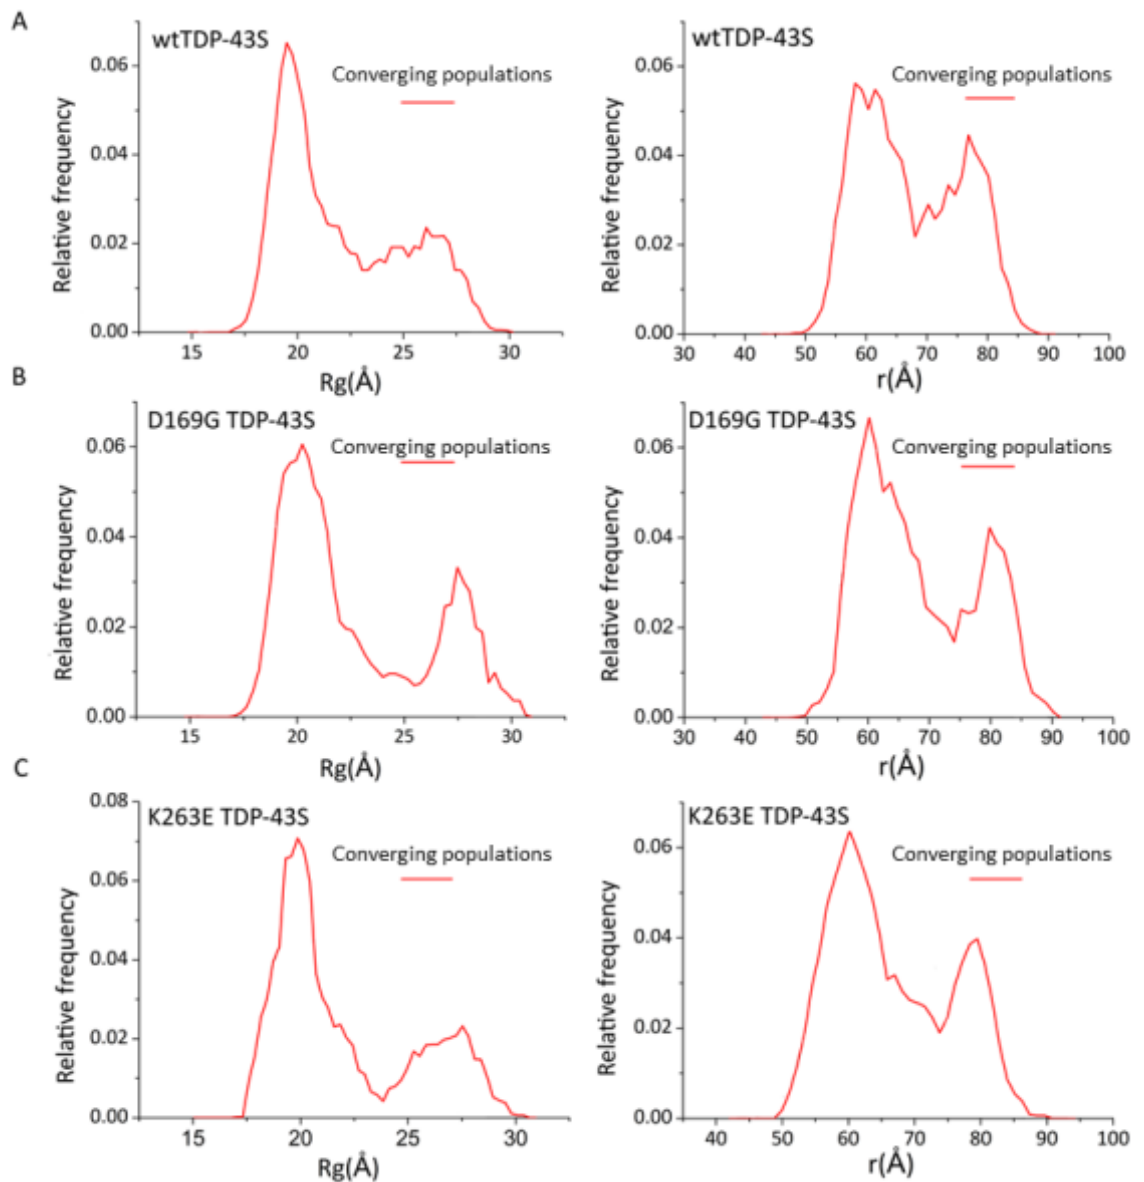 A
wtTDP-43S
Converging populations
Relative frequency
0.06
0.04
0.02
0.00
15 20 25 30
Rg(Å)
wtTDP-43S
Converging populations
Relative frequency
0.06
0.04
0.02
0.00
30 40 50 60 70 80 90 100
r(Å)
B
D169G TDP-43S
Converging populations
Relative frequency
0.06
0.04
0.02
0.00
15 20 25 30
Rg(Å)
D169G TDP-43S
Converging populations
Relative frequency
0.06
0.04
0.02
0.00
30 40 50 60 70 80 90 100
r(Å)
C
K263E TDP-43S
Converging populations
Relative frequency
0.08
0.06
0.04
0.02
0.00
15 20 25 30
Rg(Å)
K263E TDP-43S
Converging populations
Relative frequency
0.06
0.04
0.02
0.00
40 50 60 70 80 90 100
r(Å)